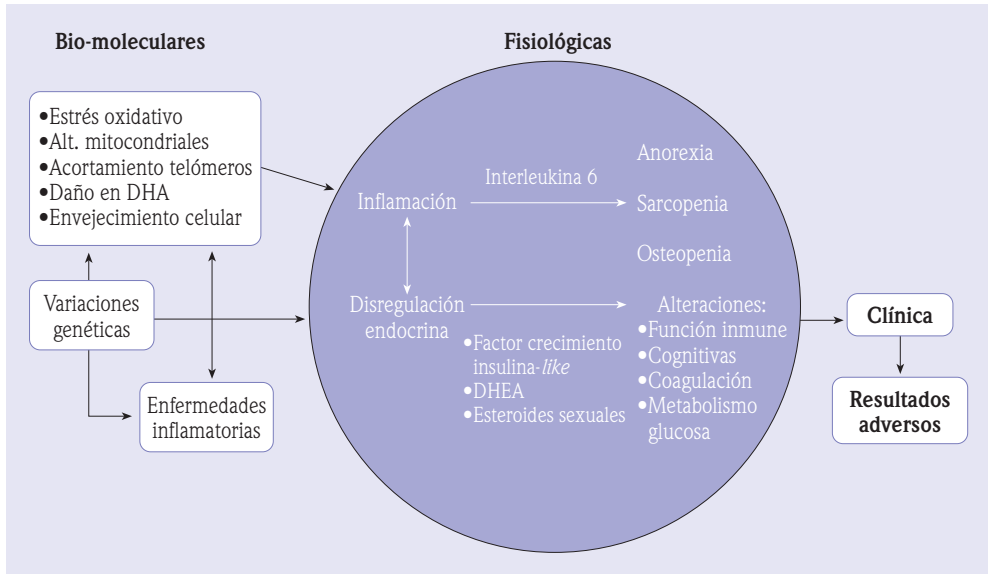 Bio-moleculares
•Estrés oxidativo
•Alt. mitocondriales
•Acortamiento telómeros
•Daño en DHA
•Envejecimiento celular
Variaciones
genéticas
Enfermedades
inflamatorias
Fisiológicas
Inflamación
Interleukina 6
Anorexia
Sarcopenia
Osteopenia
Disregulación
endocrina
•Factor crecimiento
insulina-like
•DHEA
•Esteroides sexuales
Alteraciones:
•Función inmune
•Cognitivas
•Coagulación
•Metabolismo
glucosa
Clínica
Resultados
adversos